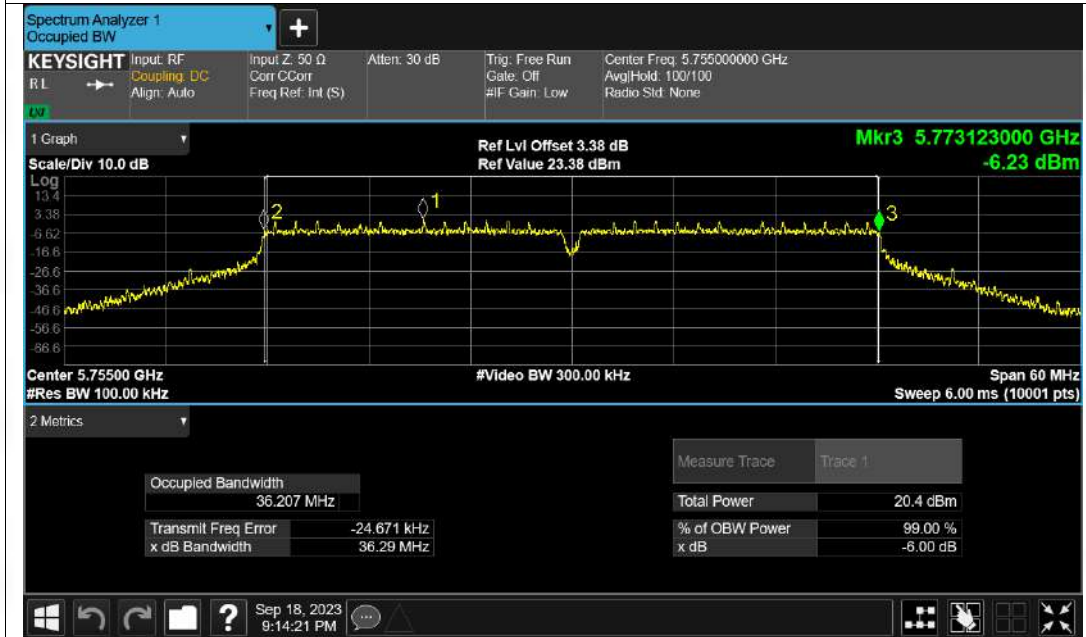 Spectrum Analyzer 1
Occupied BW
+
KEYSIGHT
R L
LXI
Input: RF
Coupling: DC
Align: Auto
Input Z: 50 Ω
Corr CCorr
Freq Ref: Int (S)
Atten: 30 dB
Trig: Free Run
Gate: Off
#IF Gain: Low
Center Freq: 5.755000000 GHz
Avg|Hold: 100/100
Radio Std: None
1 Graph
Scale/Div 10.0 dB
Ref Lvl Offset 3.38 dB
Ref Value 23.38 dBm
Mkr3 5.773123000 GHz
-6.23 dBm
Log
13.4
3.38
-6.62
-16.6
-26.6
-36.6
-46.6
-56.6
-66.6
2
1
3
Center 5.75500 GHz
#Res BW 100.00 kHz
#Video BW 300.00 kHz
Span 60 MHz
Sweep 6.00 ms (10001 pts)
2 Metrics
Measure Trace Trace 1
Occupied Bandwidth
36.207 MHz
Total Power 20.4 dBm
Transmit Freq Error -24.671 kHz
% of OBW Power 99.00 %
x dB Bandwidth 36.29 MHz
x dB -6.00 dB
?
Sep 18, 2023
9:14:21 PM